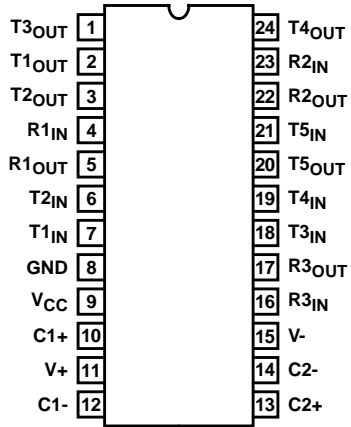 T3OUT 1 24 T4OUT
T1OUT 2 23 R2IN
T2OUT 3 22 R2OUT
R1IN 4 21 T5IN
R1OUT 5 20 T5OUT
T2IN 6 19 T4IN
T1IN 7 18 T3IN
GND 8 17 R3OUT
VCC 9 16 R3IN
C1+ 10 15 V-
V+ 11 14 C2-
C1- 12 13 C2+